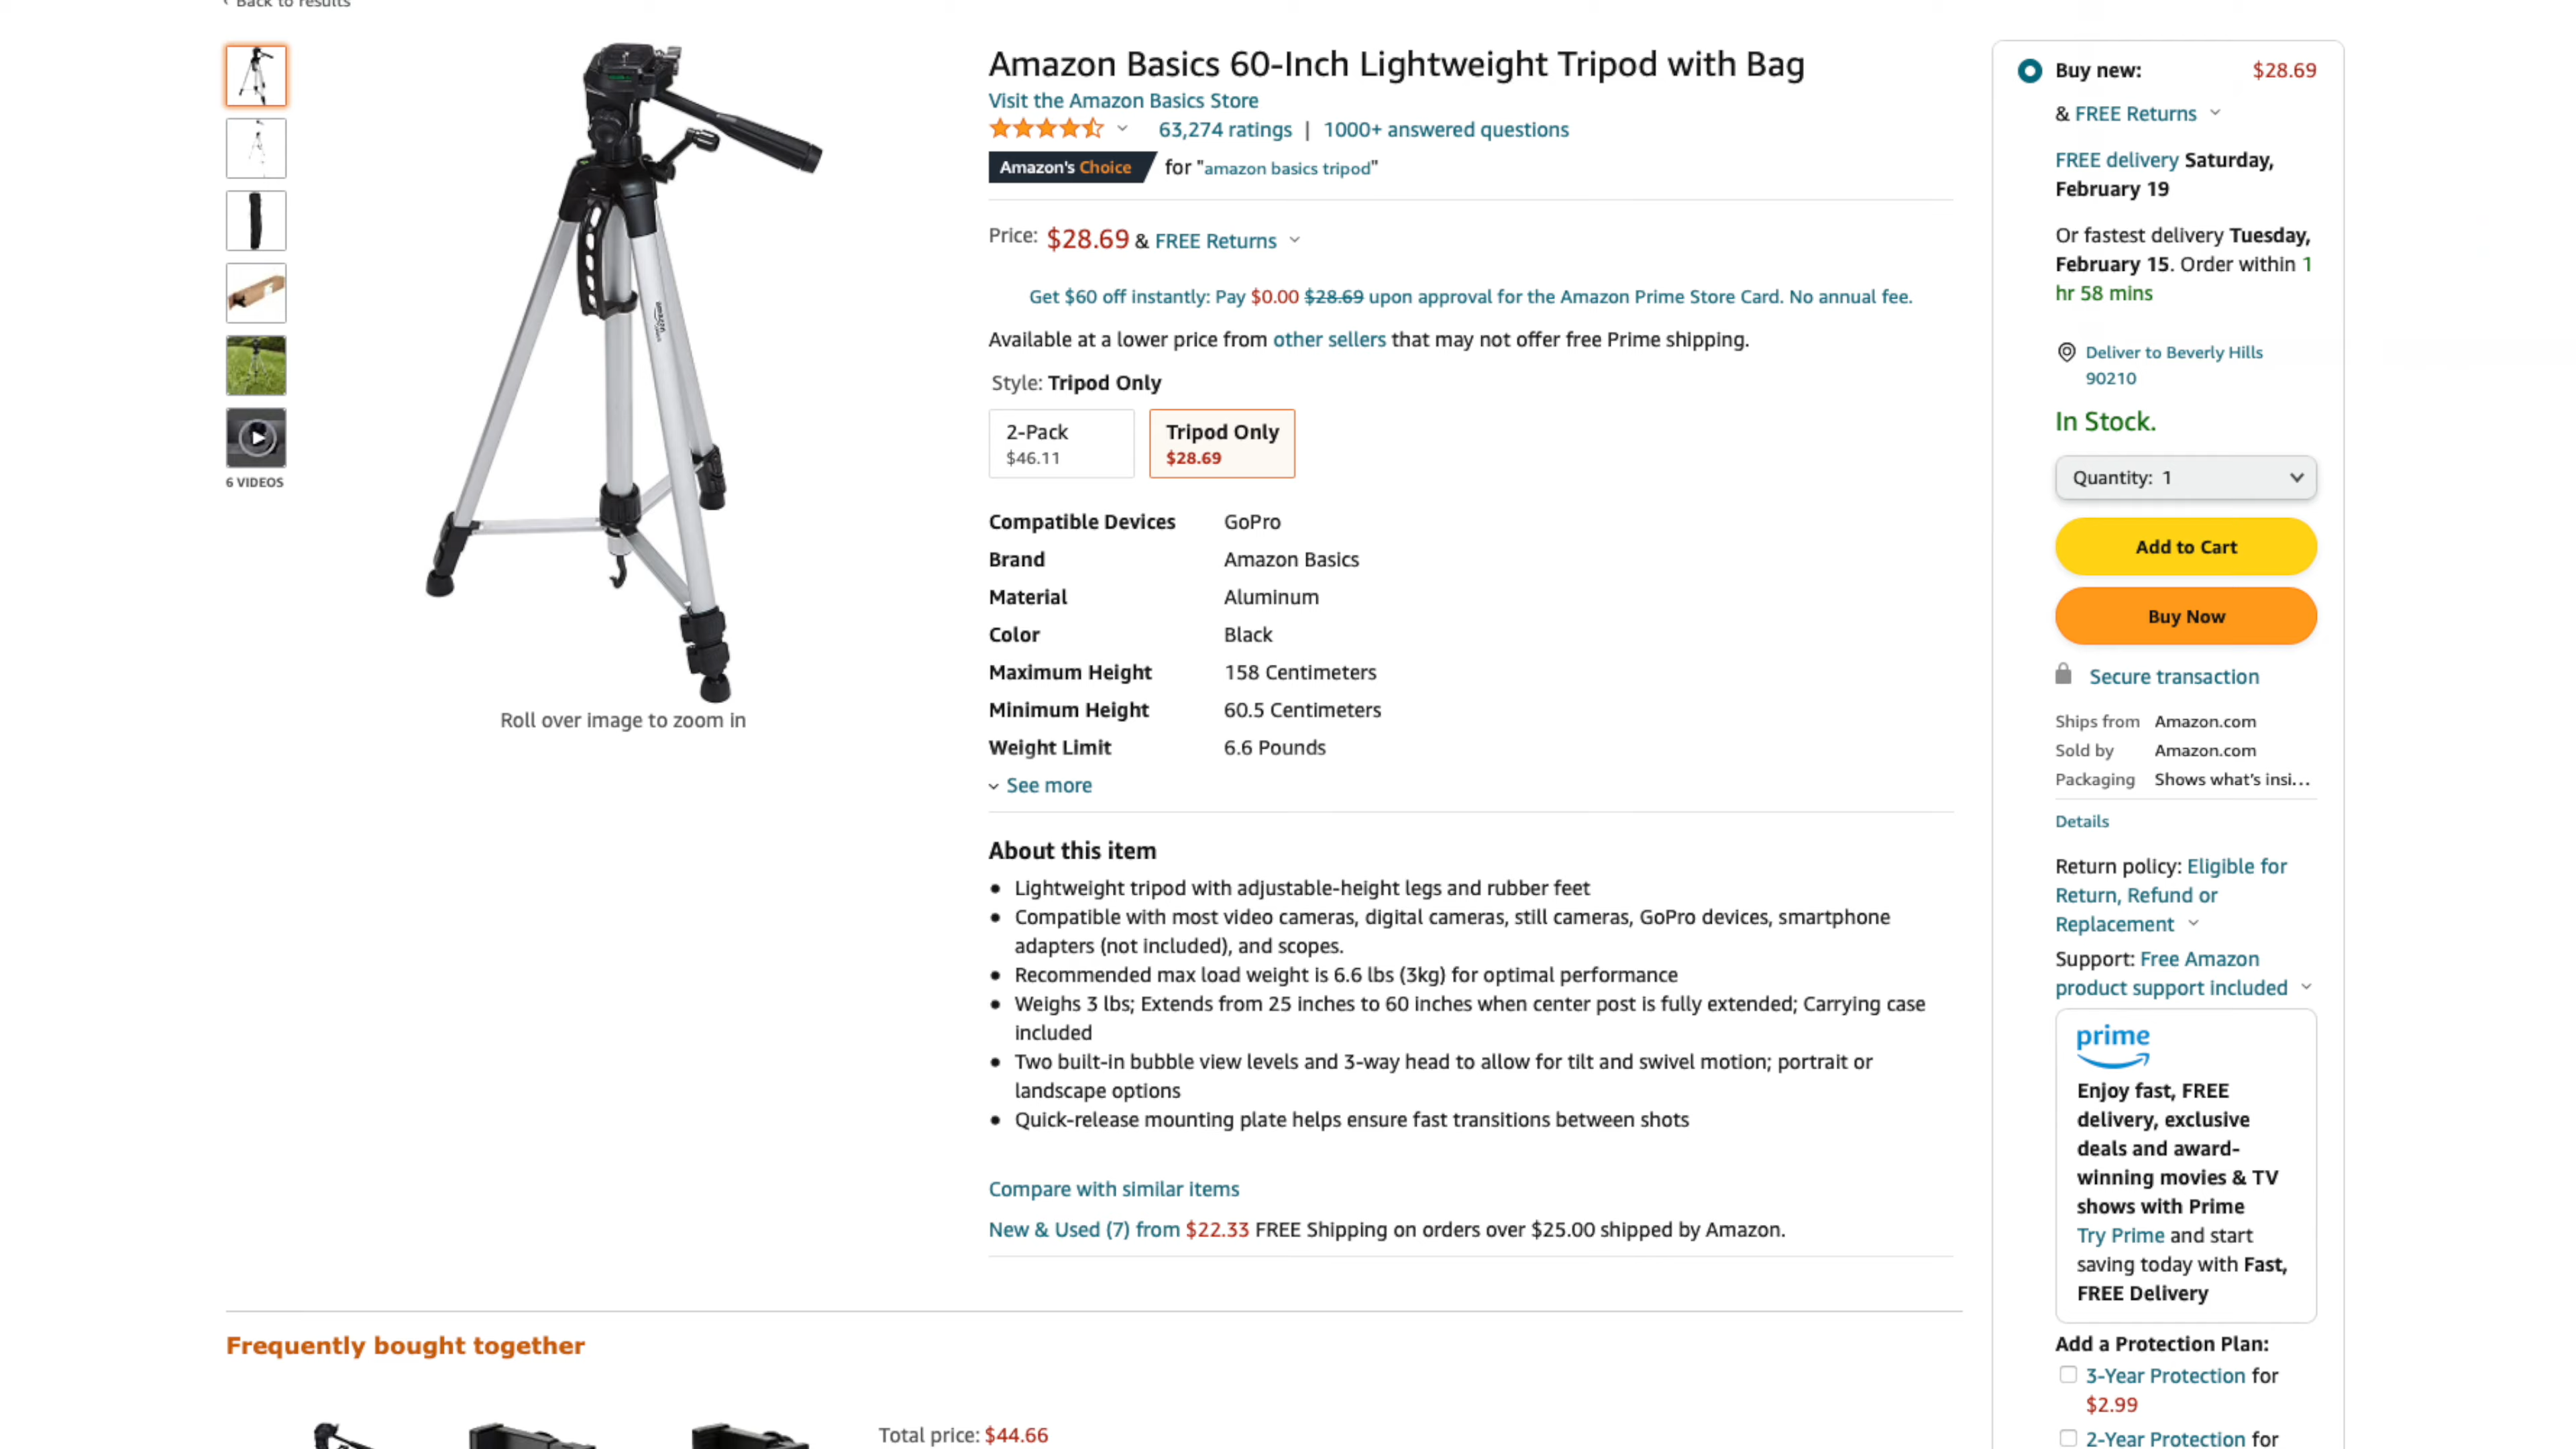 Back to results
6 VIDEOS
amazon basics
Roll over image to zoom in
Amazon Basics 60-Inch Lightweight Tripod with Bag
Visit the Amazon Basics Store
63,274 ratings | 1000+ answered questions
Amazon's Choice for "amazon basics tripod"
Price: $28.69 & FREE Returns
Get $60 off instantly: Pay $0.00 $28.69 upon approval for the Amazon Prime Store Card. No annual fee.
Available at a lower price from other sellers that may not offer free Prime shipping.
Style: Tripod Only
2-Pack
$46.11
Tripod Only
$28.69
Compatible Devices GoPro
Brand Amazon Basics
Material Aluminum
Color Black
Maximum Height 158 Centimeters
Minimum Height 60.5 Centimeters
Weight Limit 6.6 Pounds
See more
About this item
• Lightweight tripod with adjustable-height legs and rubber feet
• Compatible with most video cameras, digital cameras, still cameras, GoPro devices, smartphone
adapters (not included), and scopes.
• Recommended max load weight is 6.6 lbs (3kg) for optimal performance
• Weighs 3 lbs; Extends from 25 inches to 60 inches when center post is fully extended; Carrying case
included
• Two built-in bubble view levels and 3-way head to allow for tilt and swivel motion; portrait or
landscape options
• Quick-release mounting plate helps ensure fast transitions between shots
Compare with similar items
New & Used (7) from $22.33 FREE Shipping on orders over $25.00 shipped by Amazon.
Buy new: $28.69
& FREE Returns
FREE delivery Saturday,
February 19
Or fastest delivery Tuesday,
February 15. Order within 1
hr 58 mins
Deliver to Beverly Hills
90210
In Stock.
Quantity: 1
Add to Cart
Buy Now
Secure transaction
Ships from Amazon.com
Sold by Amazon.com
Packaging Shows what's insi...
Details
Return policy: Eligible for
Return, Refund or
Replacement
Support: Free Amazon
product support included
prime
Enjoy fast, FREE
delivery, exclusive
deals and award-
winning movies & TV
shows with Prime
Try Prime and start
saving today with Fast,
FREE Delivery
Add a Protection Plan:
3-Year Protection for
$2.99
2-Year Protection for
Frequently bought together
Total price: $44.66